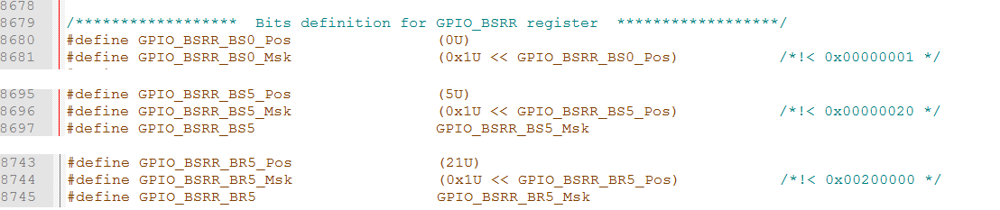 8678
8679 /****************** Bits definition for GPIO_BSRR register ******************/
8680 #define GPIO_BSRR_BS0_Pos (0U)
8681 #define GPIO_BSRR_BS0_Msk (0x1U << GPIO_BSRR_BS0_Pos) /*!< 0x00000001 */
8695 #define GPIO_BSRR_BS5_Pos (5U)
8696 #define GPIO_BSRR_BS5_Msk (0x1U << GPIO_BSRR_BS5_Pos) /*!< 0x00000020 */
8697 #define GPIO_BSRR_BS5 GPIO_BSRR_BS5_Msk
8743 #define GPIO_BSRR_BR5_Pos (21U)
8744 #define GPIO_BSRR_BR5_Msk (0x1U << GPIO_BSRR_BR5_Pos) /*!< 0x00200000 */
8745 #define GPIO_BSRR_BR5 GPIO_BSRR_BR5_Msk